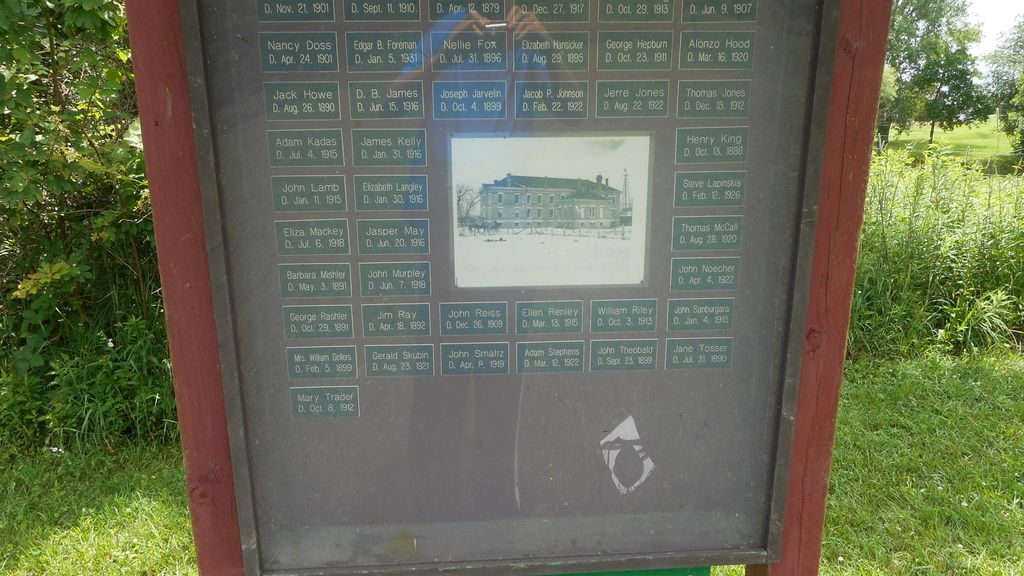 D. Nov. 21, 1901
D. Sept. 11, 1910
D. Apr. 12, 1879
D. Dec. 27, 1917
D. Oct. 29, 1913
D. Jun. 9, 1907
Nancy Doss
D. Apr. 24, 1901
Edgar B. Foreman
D. Jan. 5, 1931
Nellie Fox
D. Jul. 31, 1896
Elizabeth Hansicker
D. Aug. 29, 1895
George Hepburn
D. Oct. 23, 1911
Alonzo Hood
D. Mar. 16, 1920
Jack Howe
D. Aug. 26, 1890
D. B. James
D. Jun. 15, 1916
Joseph Jarvelin
D. Oct. 4, 1899
Jacob P. Johnson
D. Feb. 22, 1922
Jerre Jones
D. Aug. 22, 1922
Thomas Jones
D. Dec. 15, 1912
Adam Kadas
D. Jul. 4, 1915
James Kelly
D. Jan. 31, 1916
Henry King
D. Oct. 13, 1888
John Lamb
D. Jan. 11, 1915
Elizabeth Langley
D. Jan. 30, 1916
Steve Lapinskia
D. Feb. 12, 1926
Eliza Mackey
D. Jul. 6, 1918
Jasper May
D. Jun. 20, 1916
Thomas McCall
D. Aug. 28, 1920
Barbara Mishler
D. May. 3, 1891
John Murpley
D. Jun. 7, 1918
John Noecher
D. Apr. 4, 1922
George Rashler
D. Oct. 29, 1891
Jim Ray
D. Apr. 18, 1892
John Reiss
D. Dec. 26, 1909
Ellen Renley
D. Mar. 13, 1915
William Riley
D. Oct. 3, 1913
John Sanburgara
D. Jan. 4, 1915
Mrs. William Sellers
D. Feb. 5, 1899
Gerald Skubin
D. Aug. 23, 1921
John Smallz
D. Apr. 1919
Adam Stephens
D. Mar. 12, 1922
John Theobald
D. Sept. 23, 1899
Jane Tosser
D. Jul. 31, 1890
Mary Trader
D. Oct. 8, 1912